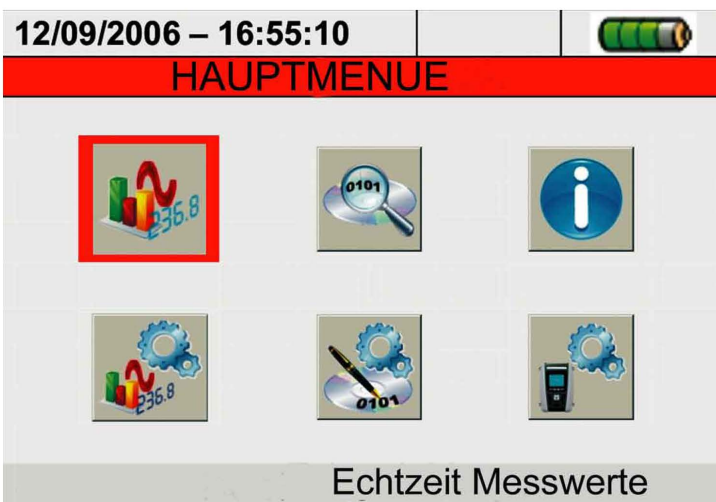 12/09/2006 – 16:55:10
HAUPTMENUE
236.8
0101
i
236.8
0101
Echtzeit Messwerte